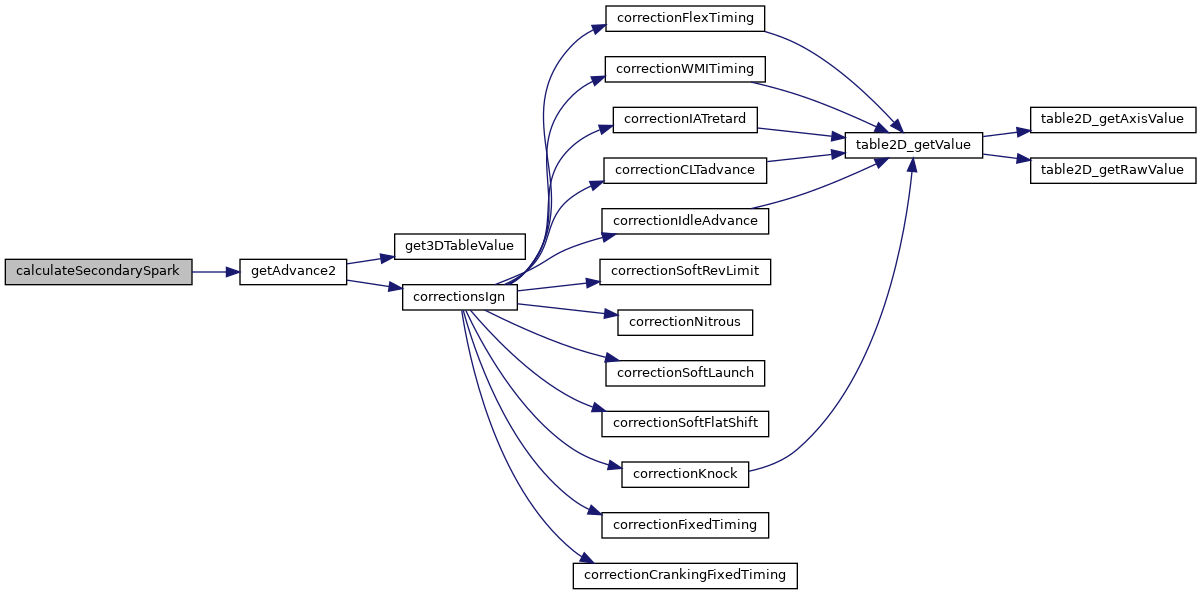 calculateSecondarySpark
getAdvance2
get3DTableValue
correctionsIgn
correctionFlexTiming
correctionWMITiming
correctionIATretard
correctionCLTadvance
correctionIdleAdvance
correctionSoftRevLimit
correctionNitrous
correctionSoftLaunch
correctionSoftFlatShift
correctionKnock
correctionFixedTiming
correctionCrankingFixedTiming
table2D_getValue
table2D_getAxisValue
table2D_getRawValue